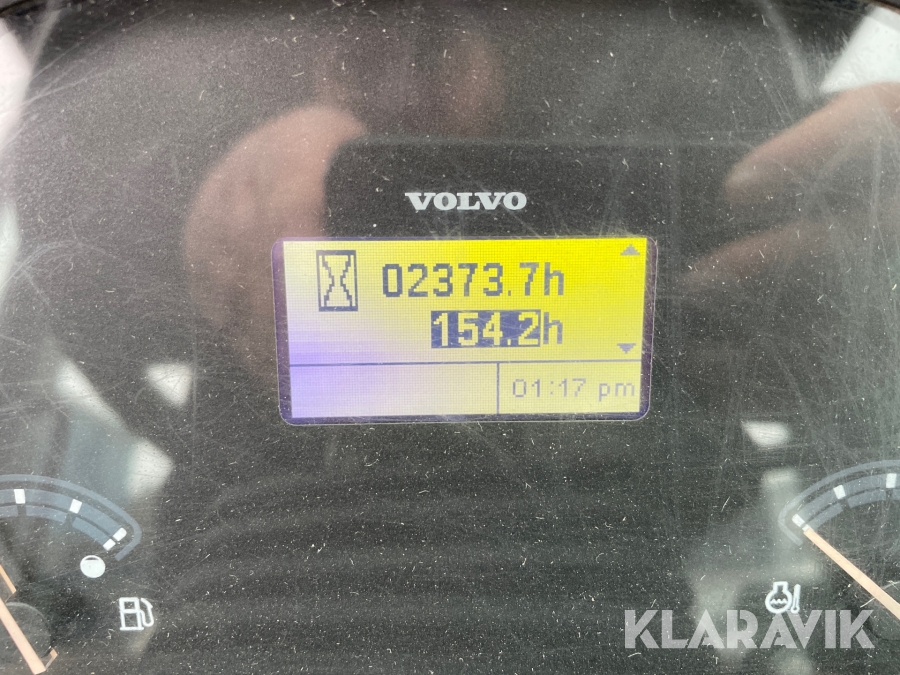 VOLVO
02373.7h
154.2h
01:17 pm
KLARAVIK